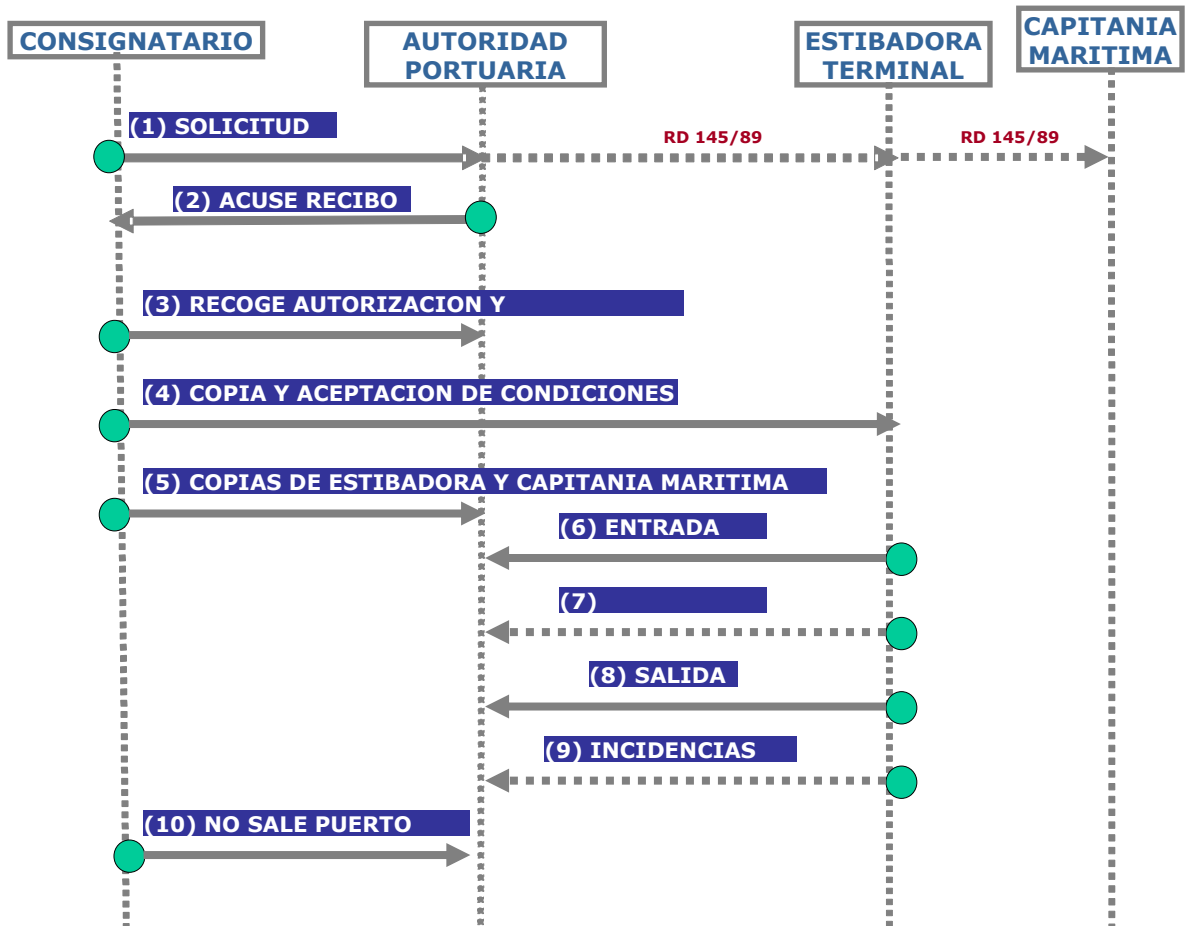 CONSIGNATARIO
AUTORIDAD
PORTUARIA
ESTIBADORA
TERMINAL
CAPITANIA
MARITIMA
(1) SOLICITUD
RD 145/89
RD 145/89
(2) ACUSE RECIBO
(3) RECOGE AUTORIZACION Y
(4) COPIA Y ACEPTACION DE CONDICIONES
(5) COPIAS DE ESTIBADORA Y CAPITANIA MARITIMA
(6) ENTRADA
(7)
(8) SALIDA
(9) INCIDENCIAS
(10) NO SALE PUERTO